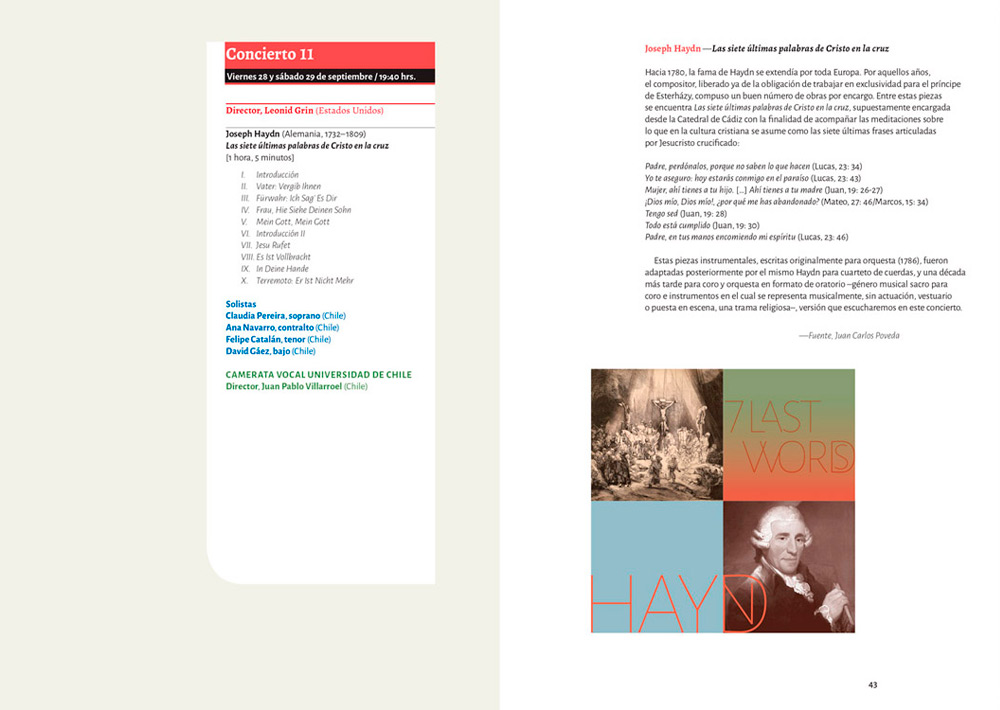 Concierto 11
Viernes 28 y sábado 29 de septiembre / 19:40 hrs.
Director, Leonid Grin (Estados Unidos)
Joseph Haydn (Alemania, 1732–1809)
Las siete últimas palabras de Cristo en la cruz
[1 hora, 5 minutos]
I. Introducción
II. Vater: Vergib Ihnen
III. Fürwahr: Ich Sag' Es Dir
IV. Frau, Hie Siehe Deinen Sohn
V. Mein Gott, Mein Gott
VI. Introducción II
VII. Jesu Rufet
VIII. Es Ist Vollbracht
IX. In Deine Hande
X. Terremoto: Er Ist Nicht Mehr
Solistas
Claudia Pereira, soprano (Chile)
Ana Navarro, contralto (Chile)
Felipe Catalán, tenor (Chile)
David Gáez, bajo (Chile)
CAMERATA VOCAL UNIVERSIDAD DE CHILE
Director, Juan Pablo Villarroel (Chile)
Joseph Haydn —Las siete últimas palabras de Cristo en la cruz
Hacia 1780, la fama de Haydn se extendía por toda Europa. Por aquellos años,
el compositor, liberado ya de la obligación de trabajar en exclusividad para el príncipe
de Esterházy, compuso un buen número de obras por encargo. Entre estas piezas
se encuentra Las siete últimas palabras de Cristo en la cruz, supuestamente encargada
desde la Catedral de Cádiz con la finalidad de acompañar las meditaciones sobre
lo que en la cultura cristiana se asume como las siete últimas frases articuladas
por Jesucristo crucificado:
Padre, perdónalos, porque no saben lo que hacen (Lucas, 23: 34)
Yo te aseguro: hoy estarás conmigo en el paraíso (Lucas, 23: 43)
Mujer, ahí tienes a tu hijo. [...] Ahí tienes a tu madre (Juan, 19: 26-27)
¡Dios mío, Dios mío!, ¿por qué me has abandonado? (Mateo, 27: 46/Marcos, 15: 34)
Tengo sed (Juan, 19: 28)
Todo está cumplido (Juan, 19: 30)
Padre, en tus manos encomiendo mi espíritu (Lucas, 23: 46)
Estas piezas instrumentales, escritas originalmente para orquesta (1786), fueron
adaptadas posteriormente por el mismo Haydn para cuarteto de cuerdas, y una década
más tarde para coro y orquesta en formato de oratorio –género musical sacro para
coro e instrumentos en el cual se representa musicalmente, sin actuación, vestuario
o puesta en escena, una trama religiosa–, versión que escucharemos en este concierto.
—Fuente, Juan Carlos Poveda
7 LAST
WORDS
HAYDN
43